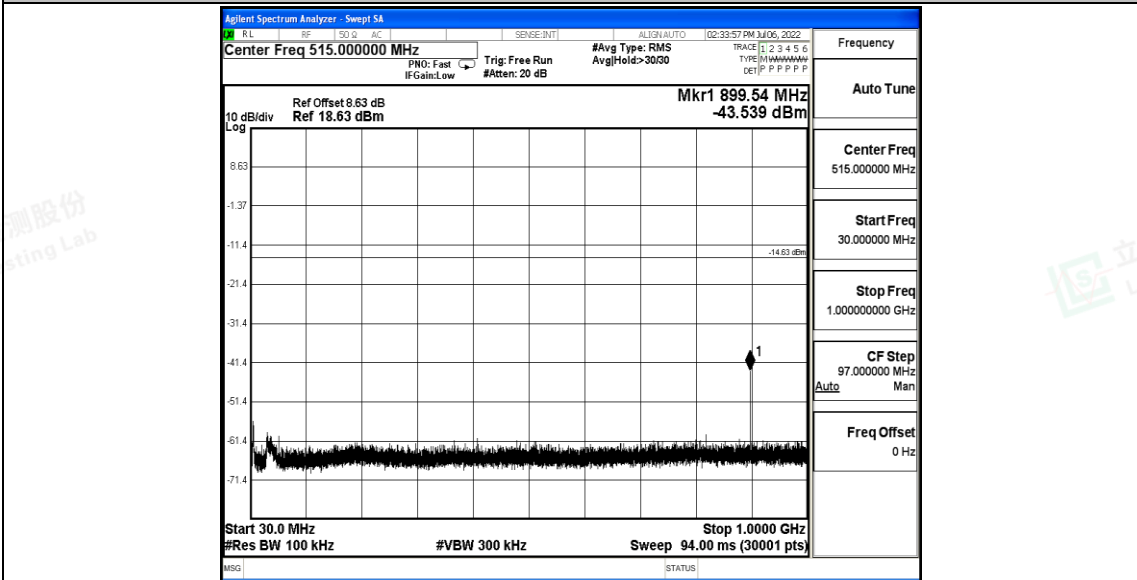 Agilent Spectrum Analyzer - Swept SA
RL RF 50 Ω AC SENSE:INT ALIGN AUTO 02:33:57 PM Jul 06, 2022
Center Freq 515.000000 MHz
PNO: Fast
IFGain:Low
Trig: Free Run
#Atten: 20 dB
#Avg Type: RMS
Avg|Hold:>30/30
TRACE 1 2 3 4 5 6
TYPE M W W W W W
DET P P P P P P
Ref Offset 8.63 dB
Ref 18.63 dBm
10 dB/div
Log
Mkr1 899.54 MHz
-43.539 dBm
8.63
-1.37
-11.4
-14.63 dBm
-21.4
-31.4
-41.4
1
-51.4
-61.4
-71.4
Start 30.0 MHz
Stop 1.0000 GHz
#Res BW 100 kHz
#VBW 300 kHz
Sweep 94.00 ms (30001 pts)
MSG
STATUS
Frequency
Auto Tune
Center Freq
515.000000 MHz
Start Freq
30.000000 MHz
Stop Freq
1.000000000 GHz
CF Step
97.000000 MHz
Auto Man
Freq Offset
0 Hz
测股份
sting Lab
立